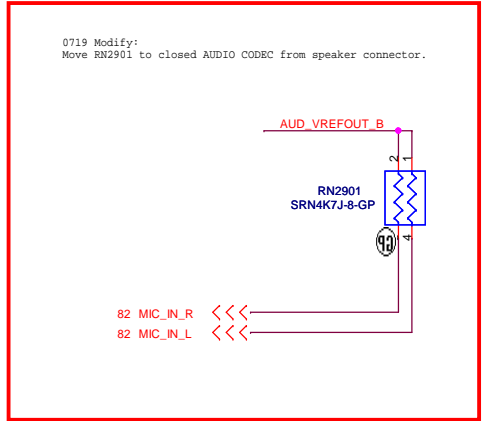 0719 Modify:
Move RN2901 to closed AUDIO CODEC from speaker connector.
AUD_VREFOUT_B
2 1
RN2901
SRN4K7J-8-GP
GP
4
82 MIC_IN_R
82 MIC_IN_L